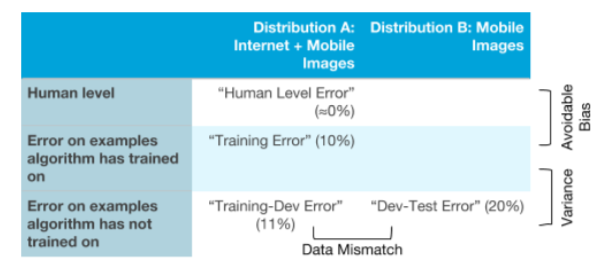 Distribution A:
Internet + Mobile
Images
Distribution B: Mobile
Images
Human level
“Human Level Error”
(≈0%)
Error on examples
algorithm has trained
on
“Training Error” (10%)
Error on examples
algorithm has not
trained on
“Training-Dev Error”
(11%)
“Dev-Test Error” (20%)
Data Mismatch
Avoidable
Bias
Variance